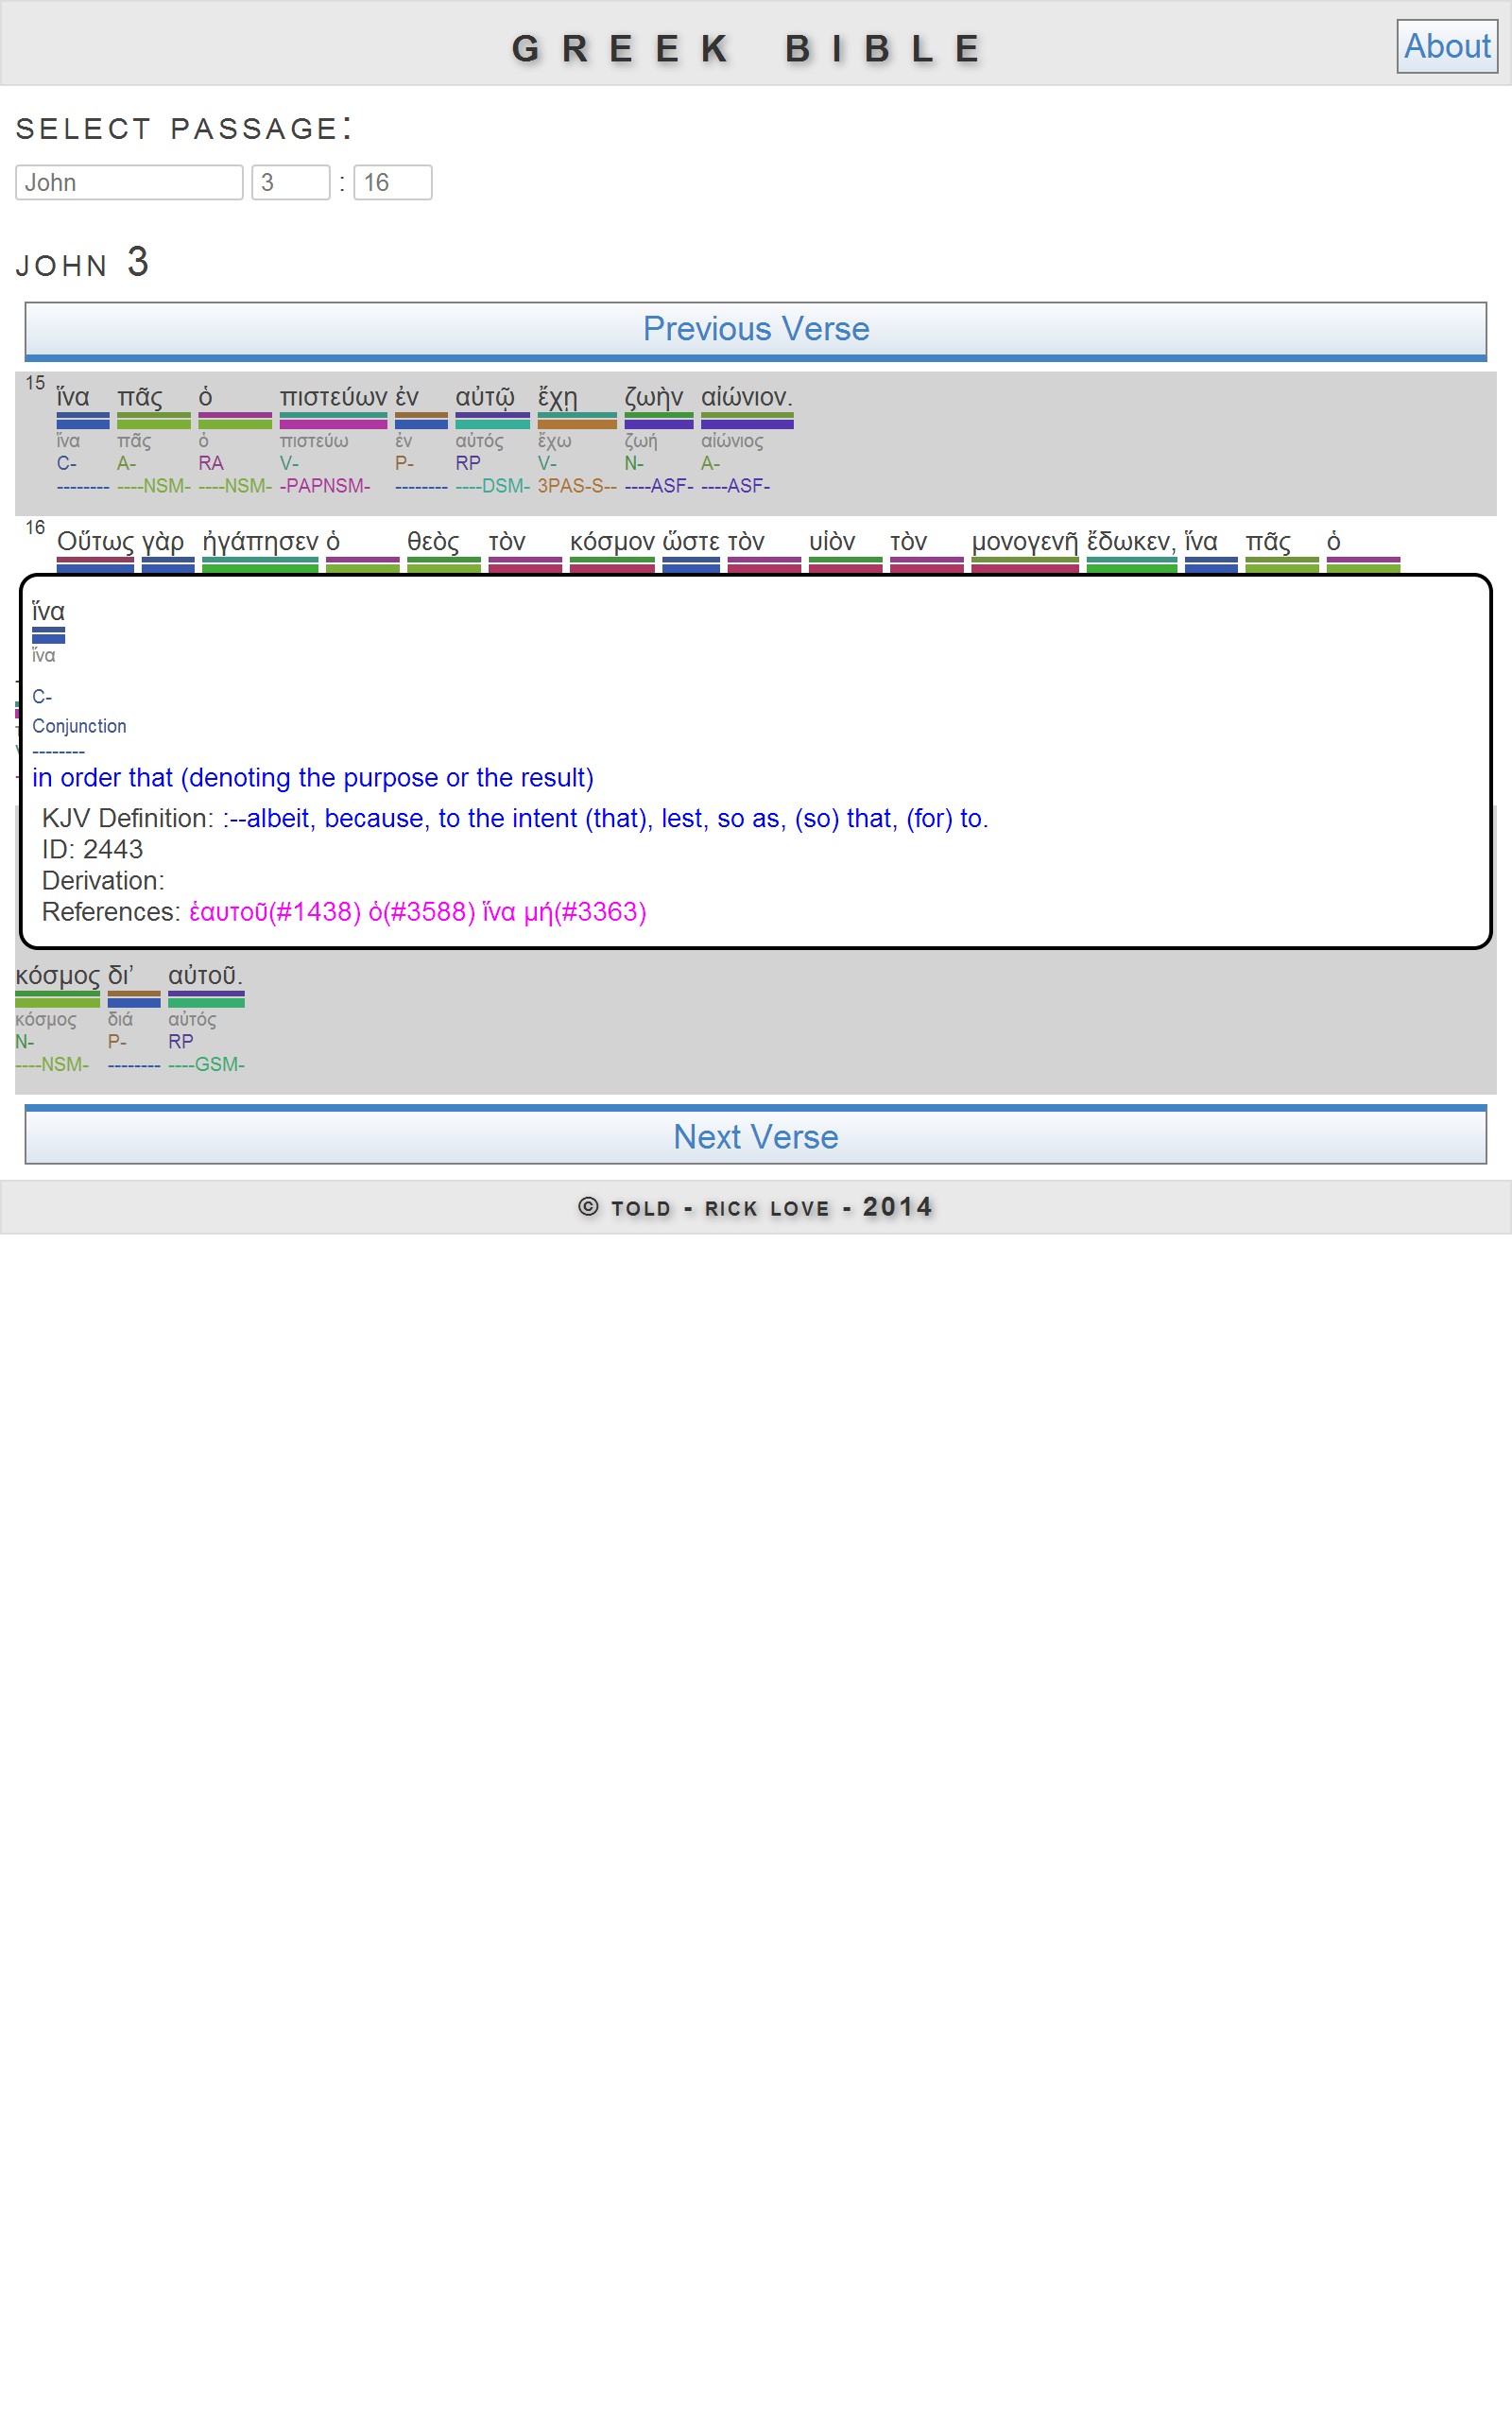 GREEK BIBLE
About
SELECT PASSAGE:
John 3 : 16
JOHN 3
Previous Verse
15 ἵνα πᾶς ὁ πιστεύων ἐν αὐτῷ ἔχῃ ζωὴν αἰώνιον.
ἵνα πᾶς ὁ πιστεύω ἐν αὐτός ἔχω ζωή αἰώνιος
C- A- RA V- P- RP V- N- A-
-------- ----NSM- ----NSM- -PAPNSM- -------- ----DSM- 3PAS-S-- ----ASF- ----ASF-
16 Οὕτως γὰρ ἠγάπησεν ὁ θεὸς τὸν κόσμον ὥστε τὸν υἱὸν τὸν μονογενῆ ἔδωκεν, ἵνα πᾶς ὁ
ἵνα
ἵνα
C-
Conjunction
--------
in order that (denoting the purpose or the result)
KJV Definition: :--albeit, because, to the intent (that), lest, so as, (so) that, (for) to.
ID: 2443
Derivation:
References: ἑαυτοῦ(#1438) ὁ(#3588) ἵνα μή(#3363)
κόσμος δι’ αὐτοῦ.
κόσμος διά αὐτός
N- P- RP
----NSM- -------- ----GSM-
Next Verse
© TOLD - RICK LOVE - 2014